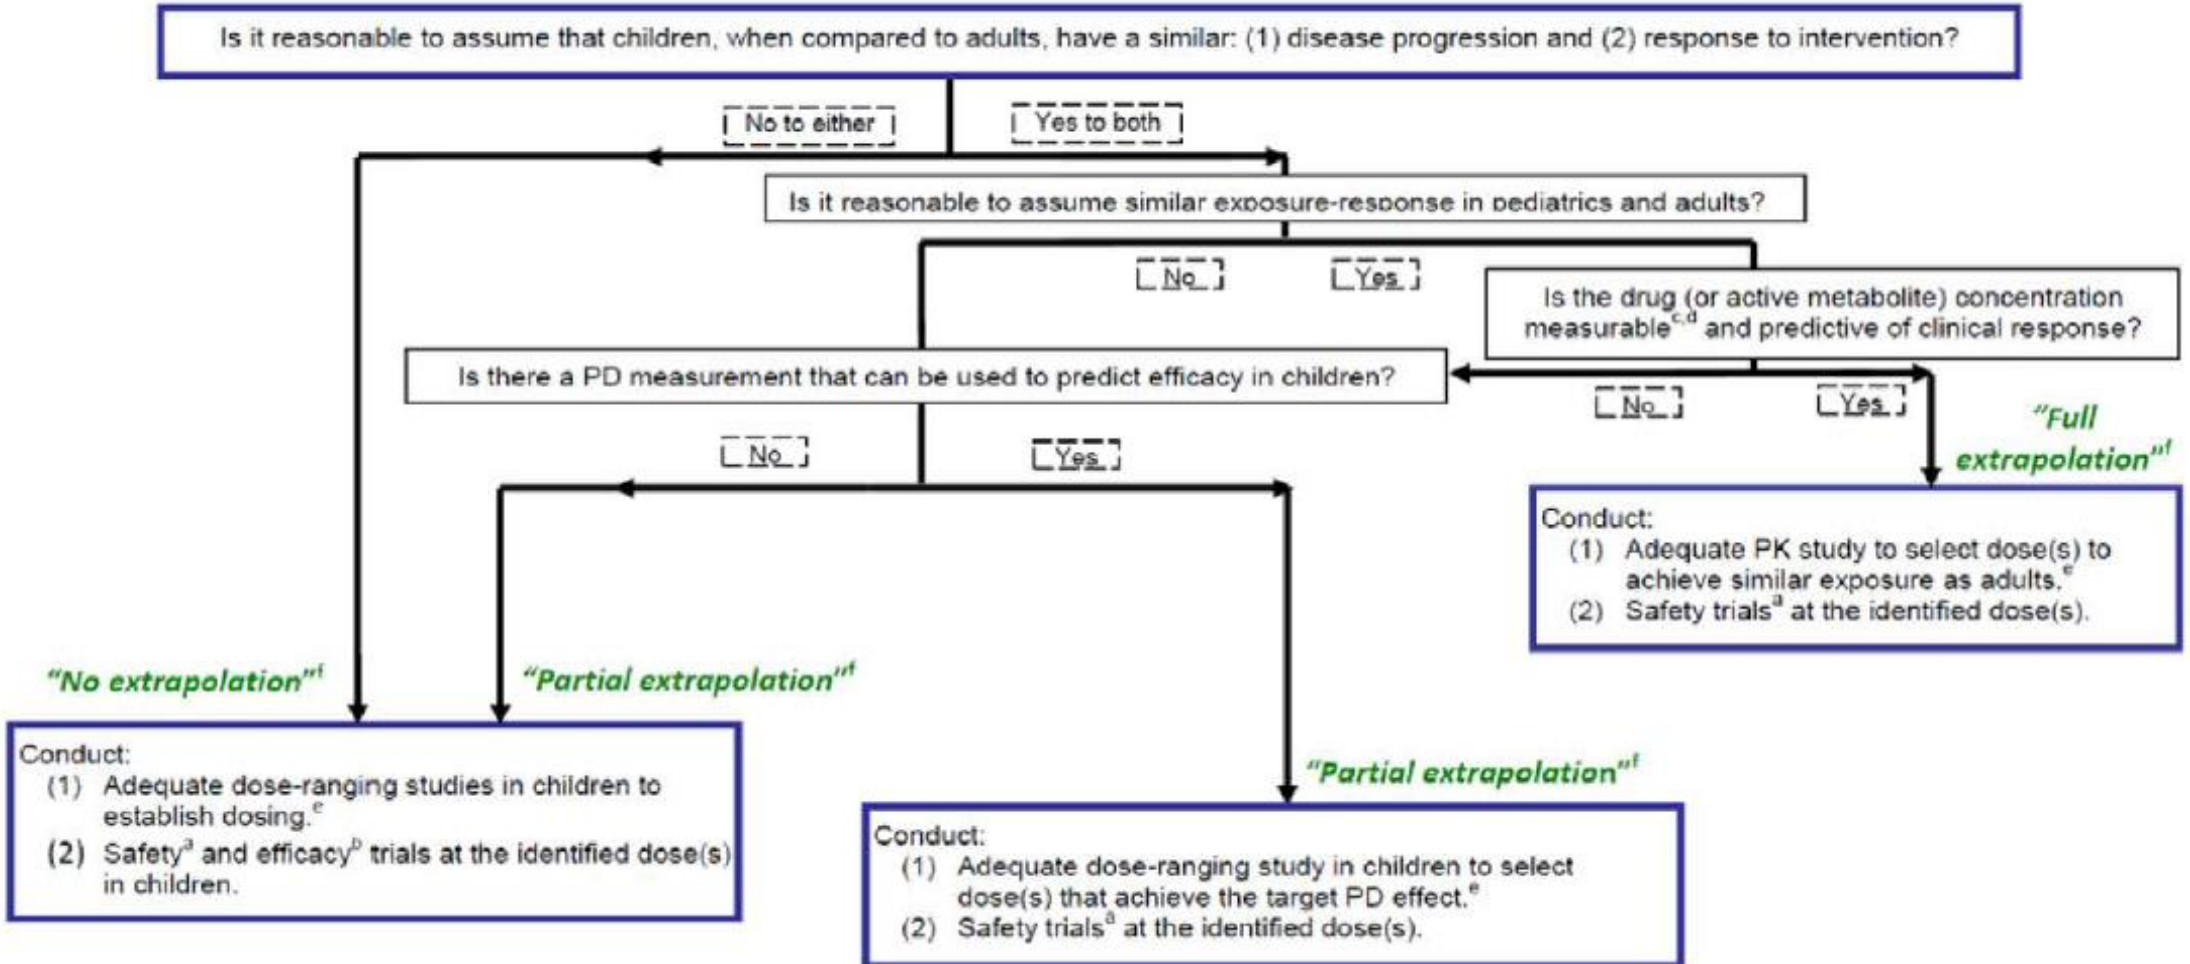 Is it reasonable to assume that children, when compared to adults, have a similar: (1) disease progression and (2) response to intervention?
No to either
Yes to both
Is it reasonable to assume similar exposure-response in pediatrics and adults?
No
Yes
Is the drug (or active metabolite) concentration
measurable^c,d and predictive of clinical response?
Is there a PD measurement that can be used to predict efficacy in children?
No
Yes
"Full
extrapolation"^f
No
Yes
Conduct:
(1) Adequate PK study to select dose(s) to
achieve similar exposure as adults.^e
(2) Safety trials^a at the identified dose(s).
"No extrapolation"^f
"Partial extrapolation"^f
Conduct:
(1) Adequate dose-ranging studies in children to
establish dosing.^e
(2) Safety^a and efficacy^b trials at the identified dose(s)
in children.
"Partial extrapolation"^f
Conduct:
(1) Adequate dose-ranging study in children to select
dose(s) that achieve the target PD effect.^e
(2) Safety trials^a at the identified dose(s).